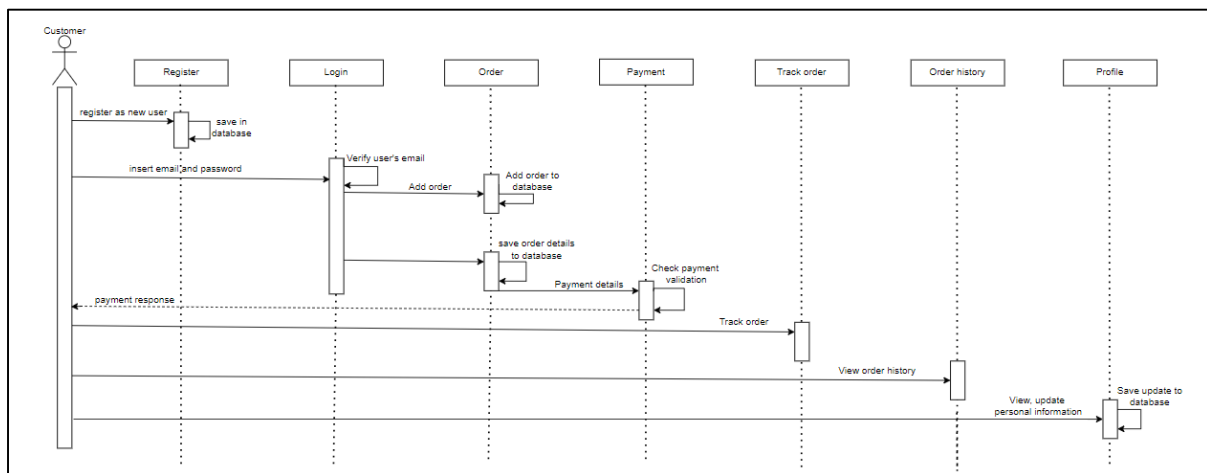 Customer
Register
Login
Order
Payment
Track order
Order history
Profile
register as new user
save in
database
insert email and password
Verify user's email
Add order
Add order to
database
save order details
to database
Payment details
Check payment
validation
payment response
Track order
View order history
View, update
personal information
Save update to
database